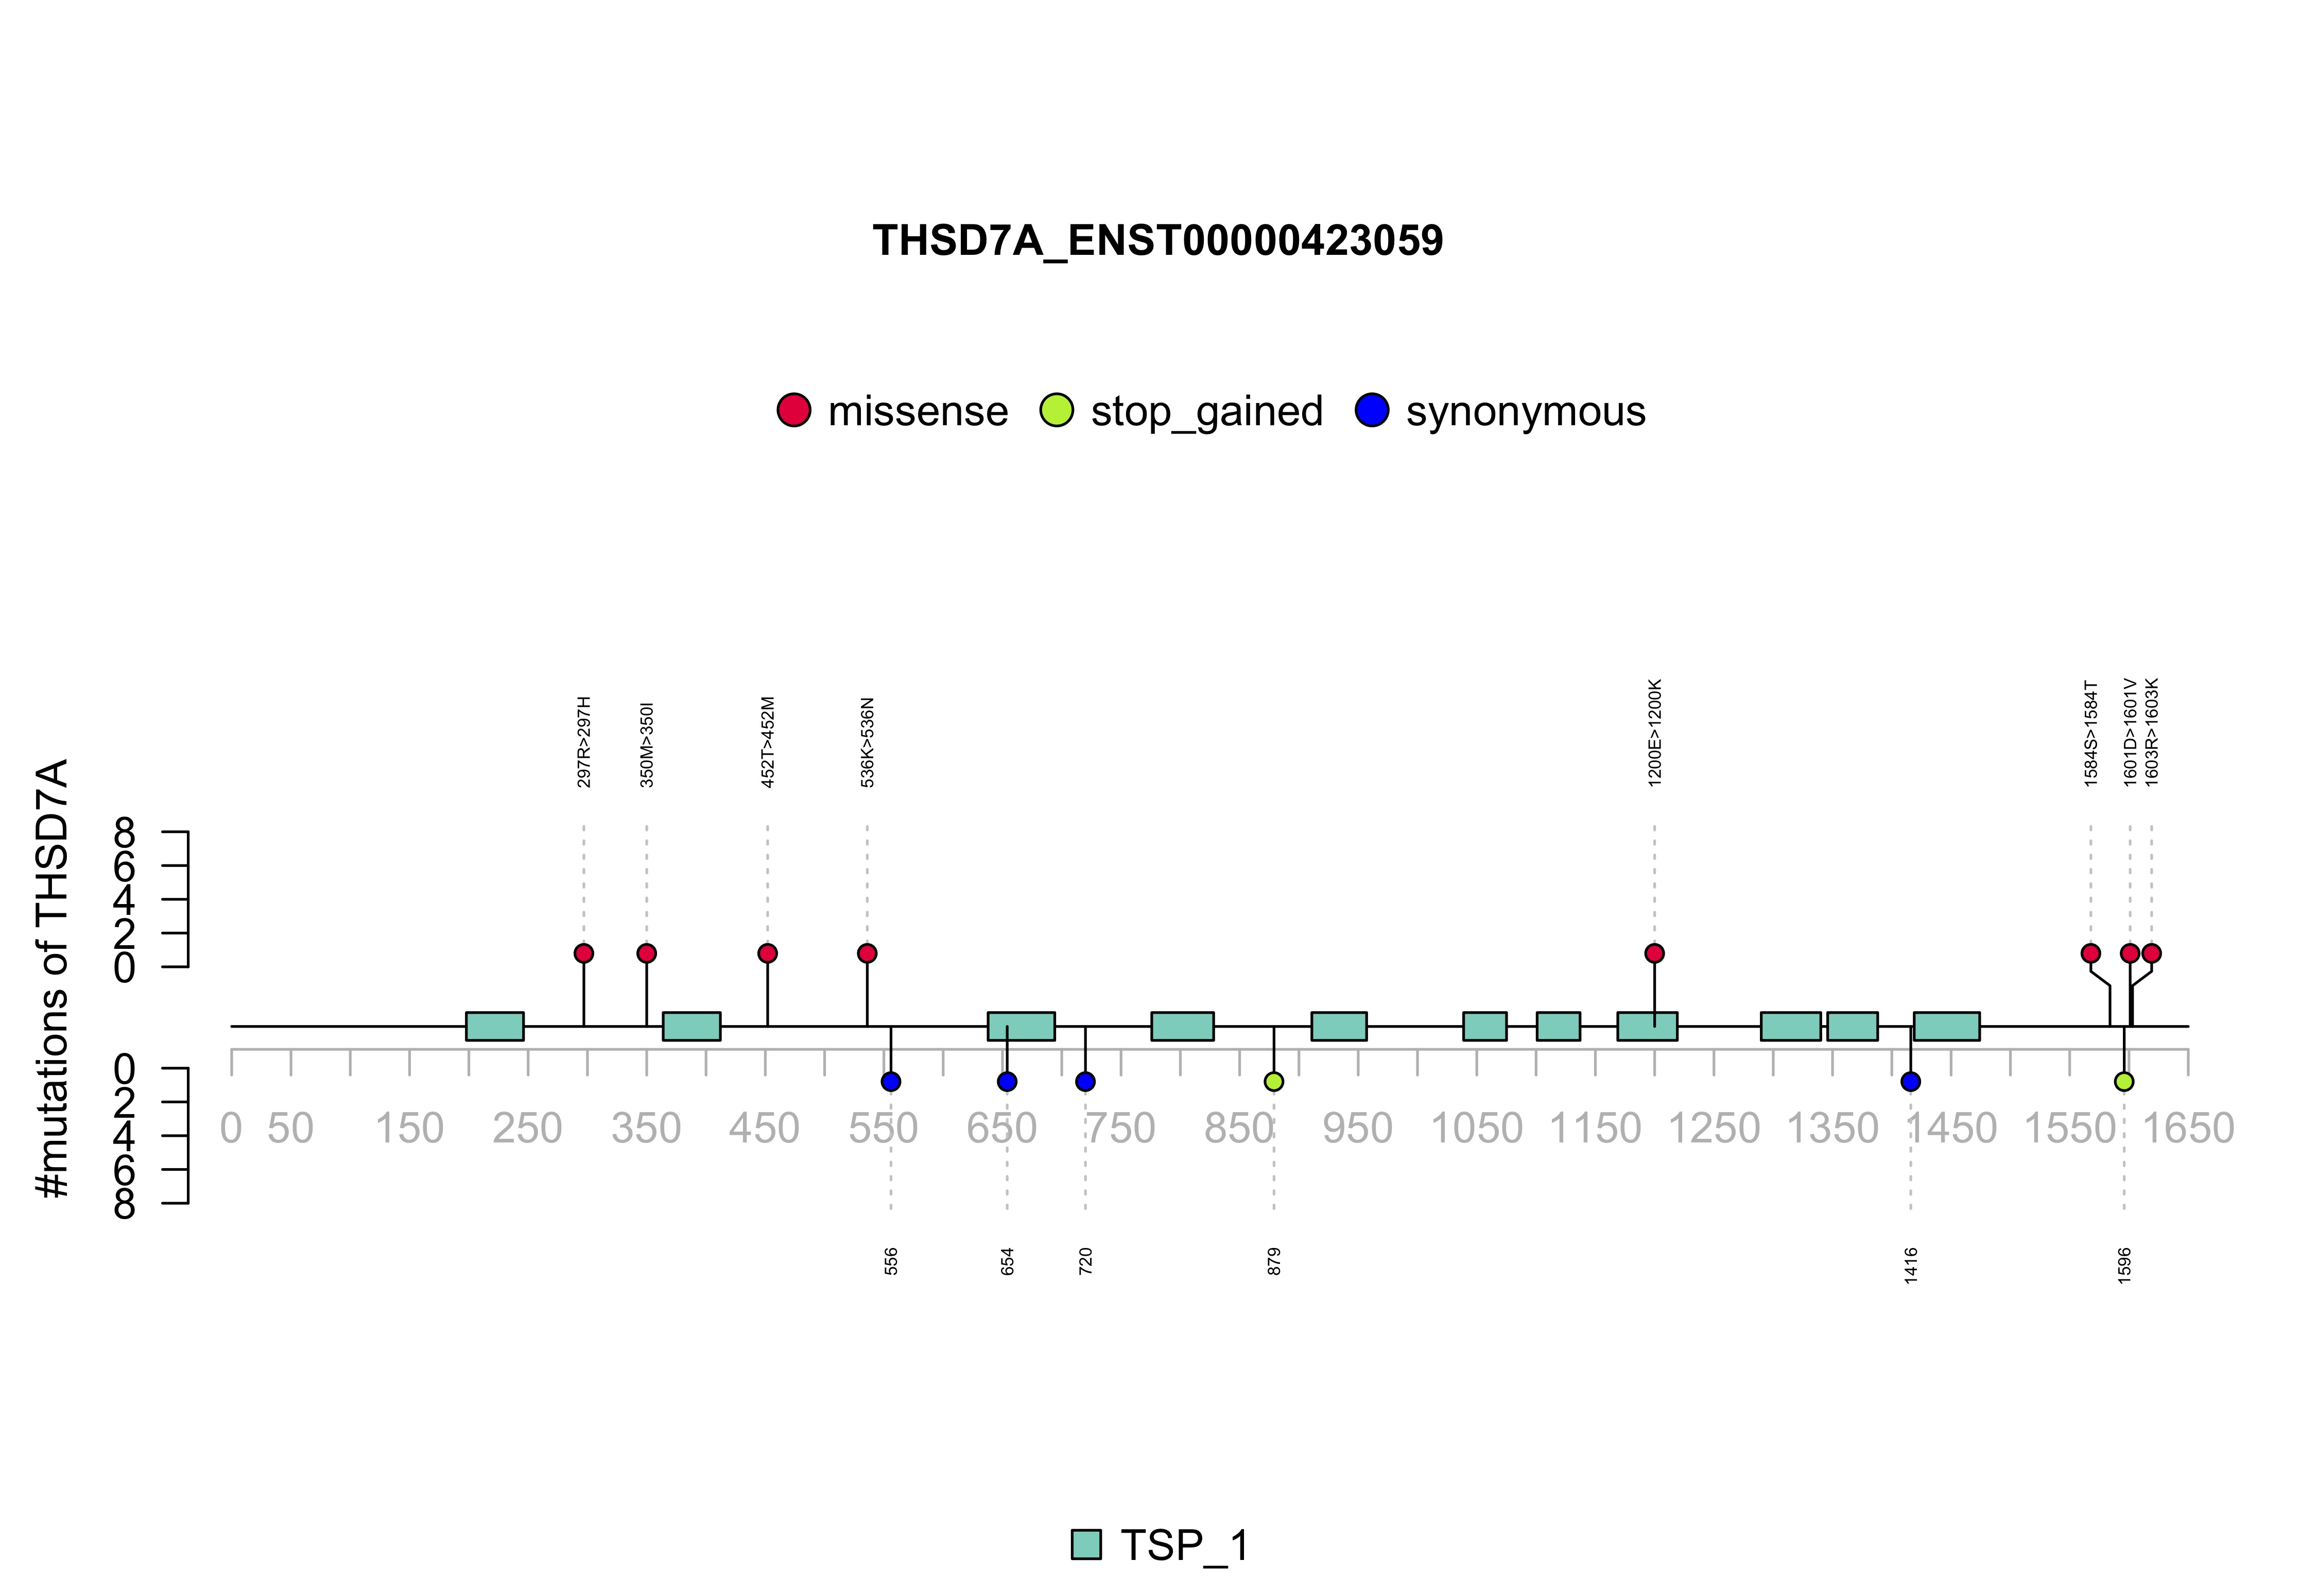 THSD7A_ENST00000423059
missense stop_gained synonymous
297R>297H
350M>350I
452T>452M
536K>536N
1200E>1200K
1584S>1584T
1601D>1601V
1603R>1603K
#mutations of THSD7A
8
6
4
2
0
0
2
4
6
8
0 50 150 250 350 450 550 650 750 850 950 1050 1150 1250 1350 1450 1550 1650
556
654
720
879
1416
1596
TSP_1